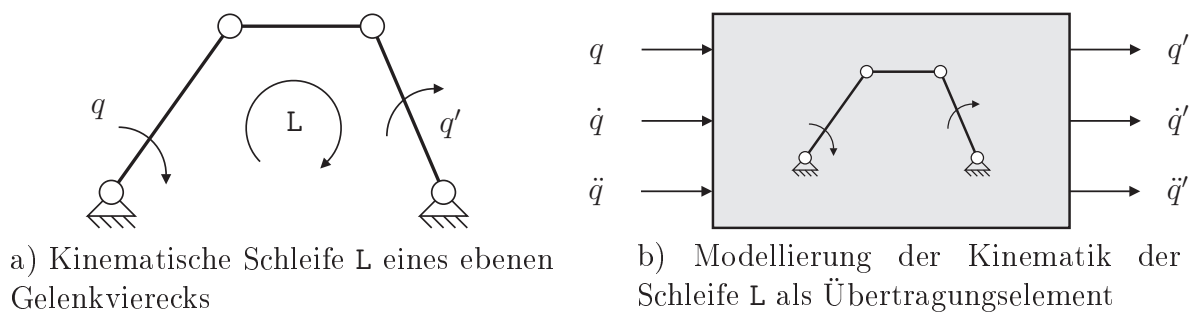 q
L
q′
a) Kinematische Schleife L eines ebenen
Gelenkvierecks
q
q̇
q̈
q′
q̇′
q̈′
b) Modellierung der Kinematik der
Schleife L als Übertragungselement